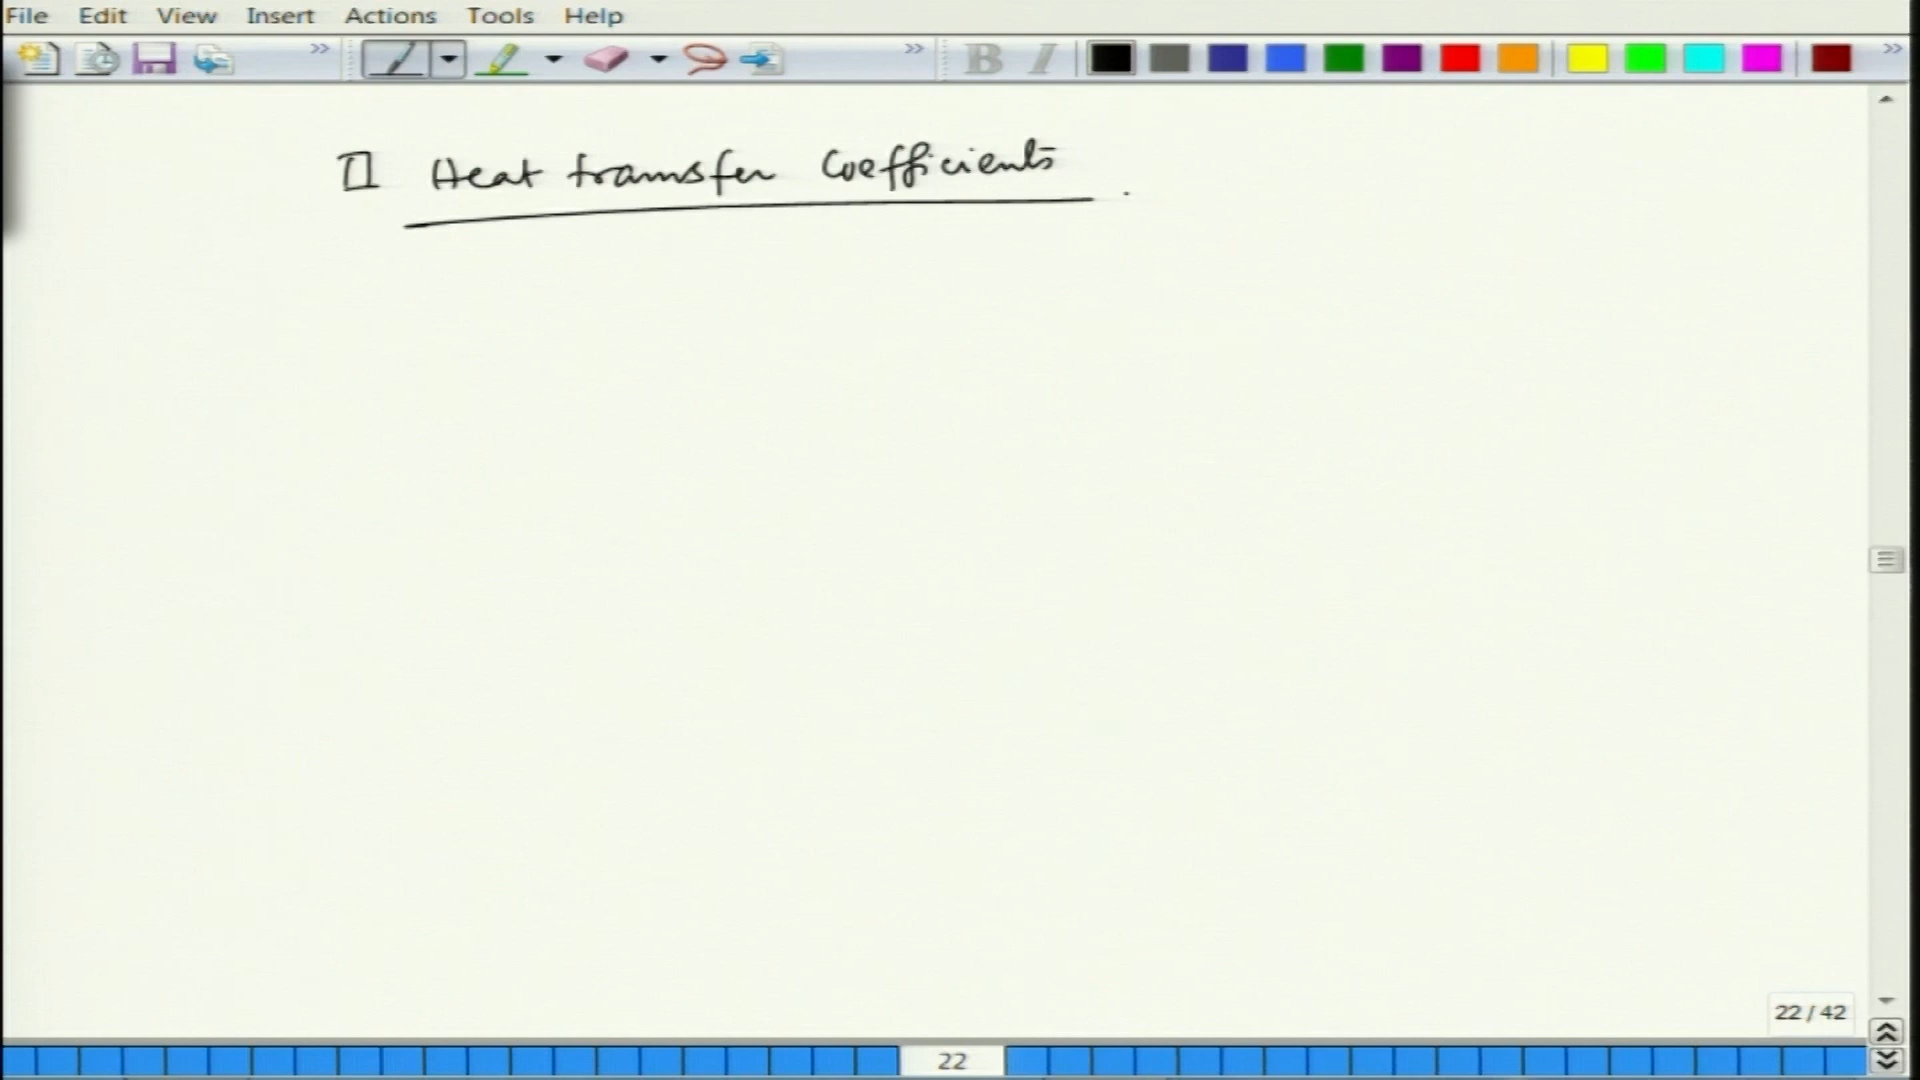 File Edit View Insert Actions Tools Help
B I
II Heat transfer Coefficients
22 / 42
22